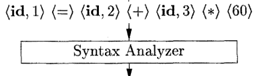 ⟨id, 1⟩ ⟨=⟩ ⟨id, 2⟩ ⟨+⟩ ⟨id, 3⟩ ⟨*⟩ ⟨60⟩
Syntax Analyzer